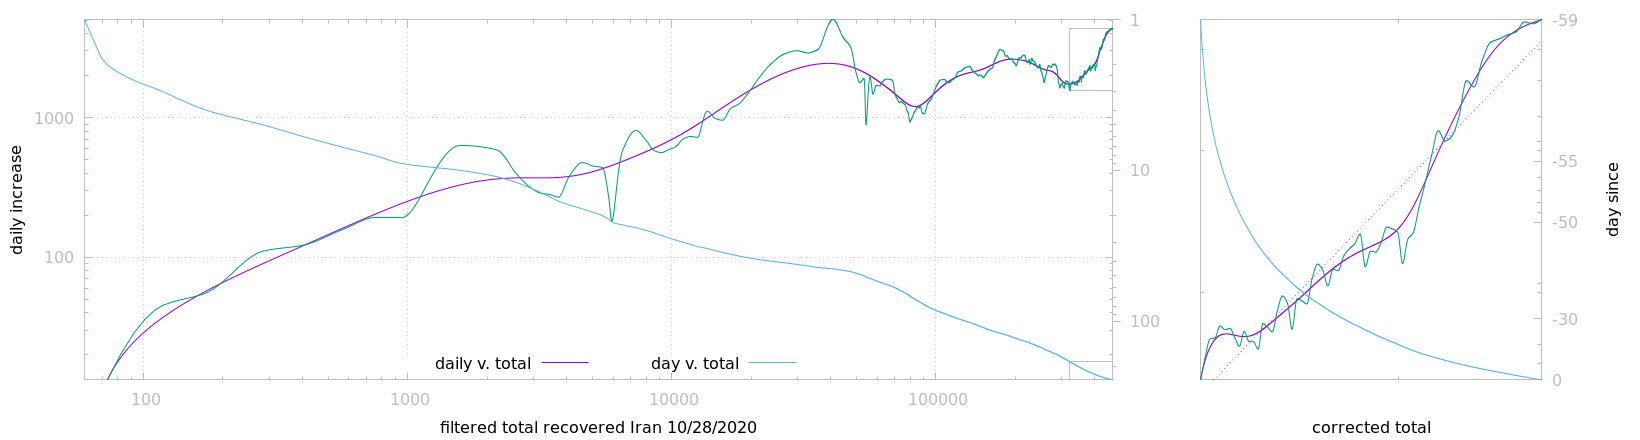 daily increase
1000
100
100
1000
10000
100000
filtered total recovered Iran 10/28/2020
daily v. total
day v. total
1
10
100
-59
-55
-50
-30
0
day since
corrected total